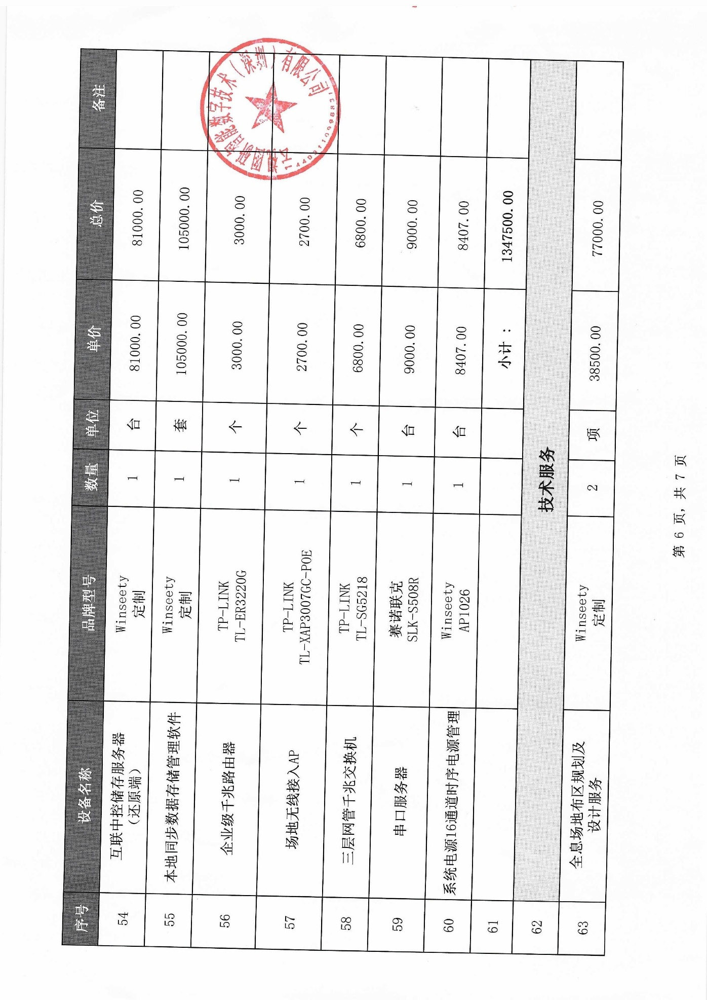 序号 设备名称 品牌型号 数量 单位 单价 总价 备注
54 互联中控储存服务器 Winseety 1 台 81000.00 81000.00
（还原端） 定制
55 本地同步数据存储管理软件 Winseety 1 套 105000.00 105000.00
定制
56 企业级千兆路由器 TP-LINK 1 个 3000.00 3000.00
TL-ER3220G
57 场地无线接入AP TP-LINK 1 个 2700.00 2700.00
TL-XAP3007GC-POE
58 三层网管千兆交换机 TP-LINK 1 个 6800.00 6800.00
TL-SG5218
59 串口服务器 赛诺联克 1 台 9000.00 9000.00
SLK-S508R
60 系统电源16通道时序电源管理 Winseety 1 台 8407.00 8407.00
AP1026
61 小计： 1347500.00
62 技术服务
63 全息场地布区规划及 Winseety 2 项 38500.00 77000.00
设计服务 定制
智能数字技术（深圳）有限公司
第 6 页，共 7 页